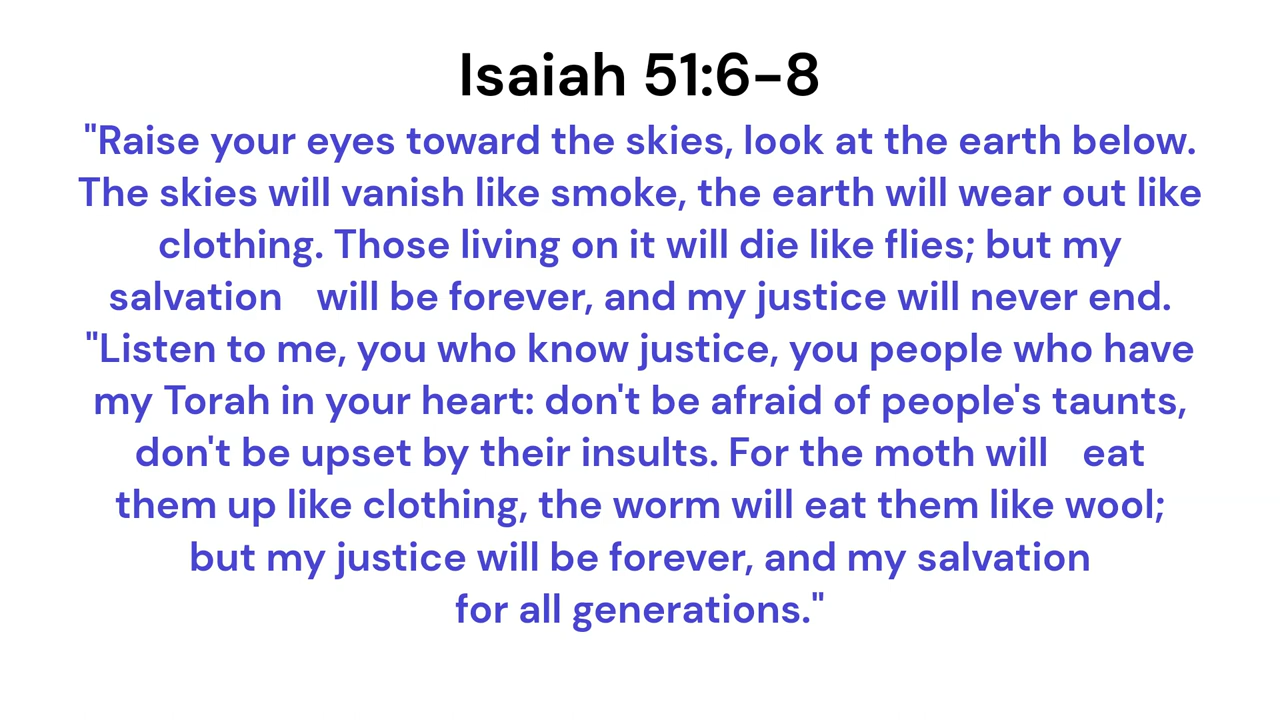 Isaiah 51:6-8
"Raise your eyes toward the skies, look at the earth below.
The skies will vanish like smoke, the earth will wear out like
clothing. Those living on it will die like flies; but my
salvation   will be forever, and my justice will never end.
"Listen to me, you who know justice, you people who have
my Torah in your heart: don't be afraid of people's taunts,
don't be upset by their insults. For the moth will   eat
them up like clothing, the worm will eat them like wool;
but my justice will be forever, and my salvation
for all generations."